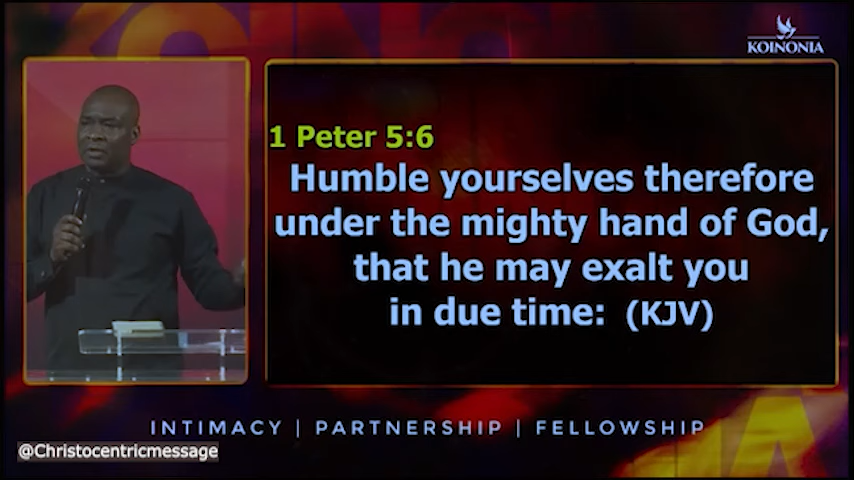 KOINONIA
1 Peter 5:6
Humble yourselves therefore
under the mighty hand of God,
that he may exalt you
in due time: (KJV)
INTIMACY | PARTNERSHIP | FELLOWSHIP
@Christocentricmessage